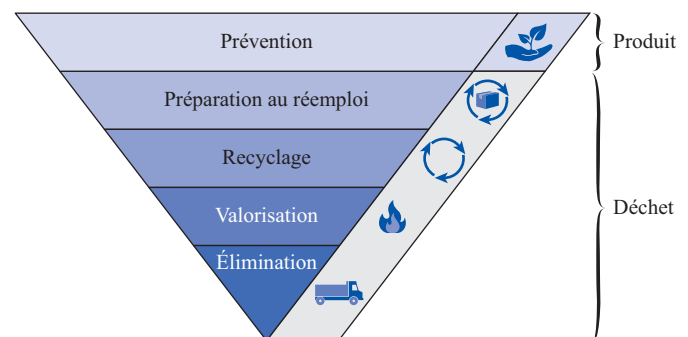 Prévention
Produit
Préparation au réemploi
Recyclage
Valorisation
Déchet
Élimination